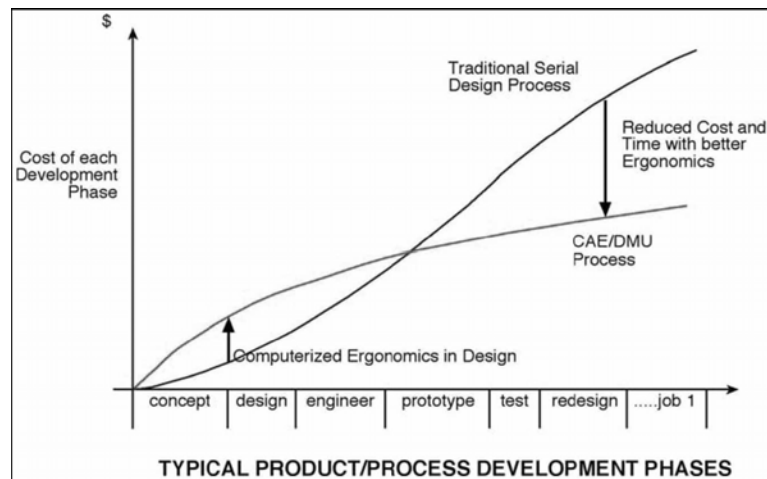 $
Traditional Serial
Design Process
Cost of each
Development
Phase
Reduced Cost and
Time with better
Ergonomics
CAE/DMU
Process
Computerized Ergonomics in Design
concept
design
engineer
prototype
test
redesign
.....job 1
TYPICAL PRODUCT/PROCESS DEVELOPMENT PHASES